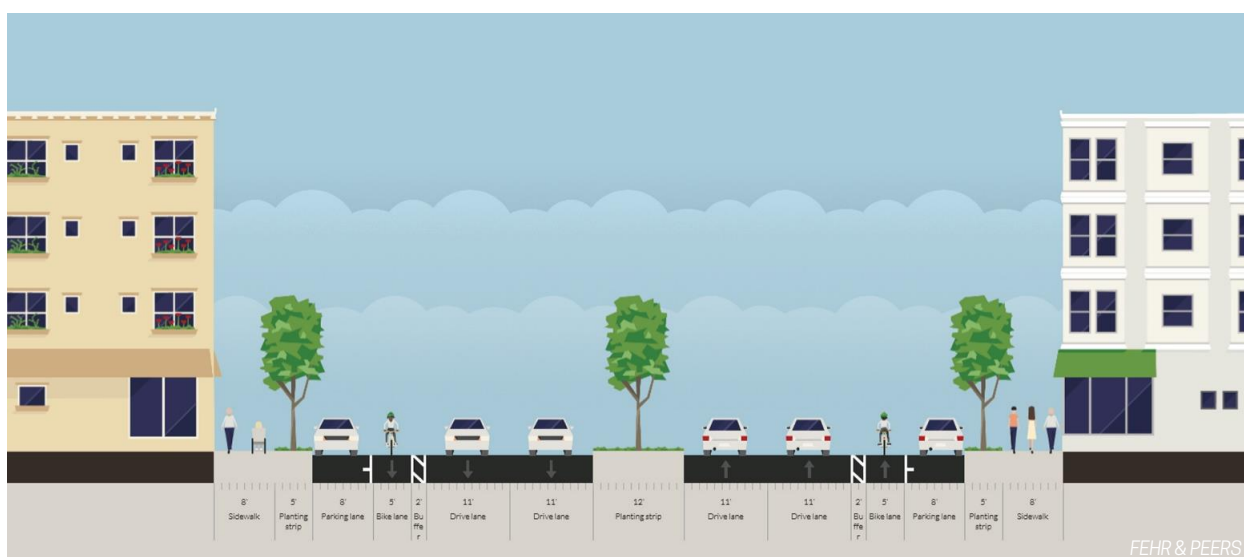 8' 5' 8' 5' 2' 11' 11' 12' 11' 11' 2' 5' 8' 5' 8'
Sidewalk Planting Parking lane Bike lane Bu Drive lane Drive lane Planting strip Drive lane Drive lane Bu Bike lane Parking lane Planting Sidewalk
strip ffe ffe strip
r r
FEHR & PEERS